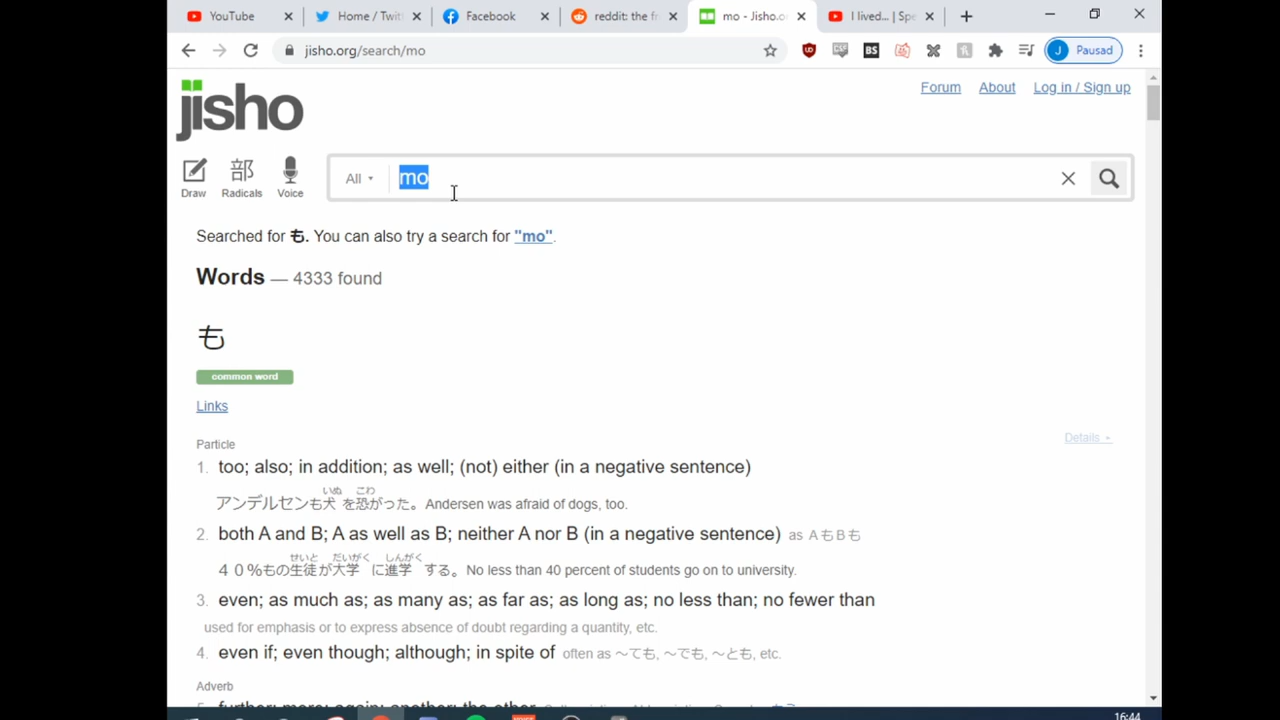 YouTube
Home / Twit
Facebook
reddit: the fr
mo - Jisho.o
I lived... | Spe
jisho.org/search/mo
J Pausad
jisho
Forum About Log in / Sign up
Draw
部 Radicals
Voice
All mo
Searched for も. You can also try a search for "mo".
Words — 4333 found
も
common word
Links
Particle
Details
1. too; also; in addition; as well; (not) either (in a negative sentence)
いぬ こわ
アンデルセンも犬を恐がった。 Andersen was afraid of dogs, too.
2. both A and B; A as well as B; neither A nor B (in a negative sentence) as AもBも
せいと だいがく しんがく
40%もの生徒が大学に進学する。 No less than 40 percent of students go on to university.
3. even; as much as; as many as; as far as; as long as; no less than; no fewer than
used for emphasis or to express absence of doubt regarding a quantity, etc.
4. even if; even though; although; in spite of often as ～ても, ～でも, ～とも, etc.
Adverb
further; more; again; another; the other
16:44